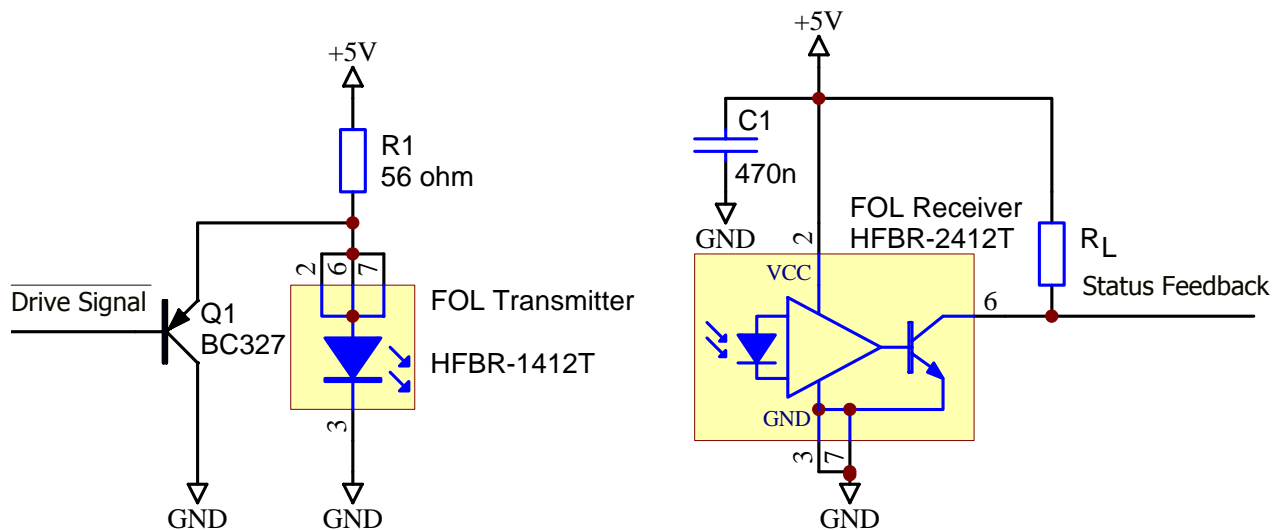 +5V
R1
56 ohm
2
6
7
Drive Signal
Q1
BC327
FOL Transmitter
HFBR-1412T
3
GND
GND
+5V
C1
470n
GND
FOL Receiver
HFBR-2412T
2
VCC
RL
6
Status Feedback
GND
3
7
GND